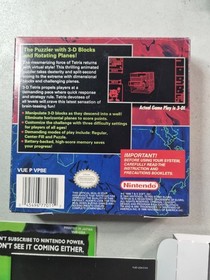 The Puzzler with 3-D Blocks
and Rotating Planes!
The mesmerizing force of Tetris returns
with virtual style! This thrilling animated
puzzler takes dexterity and split-second
timing to the extreme with dimensional
tracks and challenging planes.
3-D Tetris propels players at a
demanding pace where quick response
and strategy rule. Tetris devotees of
all levels will crave this latest sensation of
brain-teasing fun!
Manipulate 3-D blocks as they descend into a well!
Eliminate horizontal planes to score points.
Customize the challenge with three difficulty settings
for players of all ages!
Demanding modes of play include: Regular,
Center-Fill and Puzzle.
Battery-backed, high-score memory saves
your progress!
Actual Game Play is 3-D!
VUE P VPBE
IMPORTANT!
BEFORE USING YOUR SYSTEM,
CAREFULLY READ THE
INSTRUCTION AND
PRECAUTIONS BOOKLETS.
Nintendo
N'T SUBSCRIBE TO NINTENDO POWER,
ON'T SEE IT COMING EITHER.